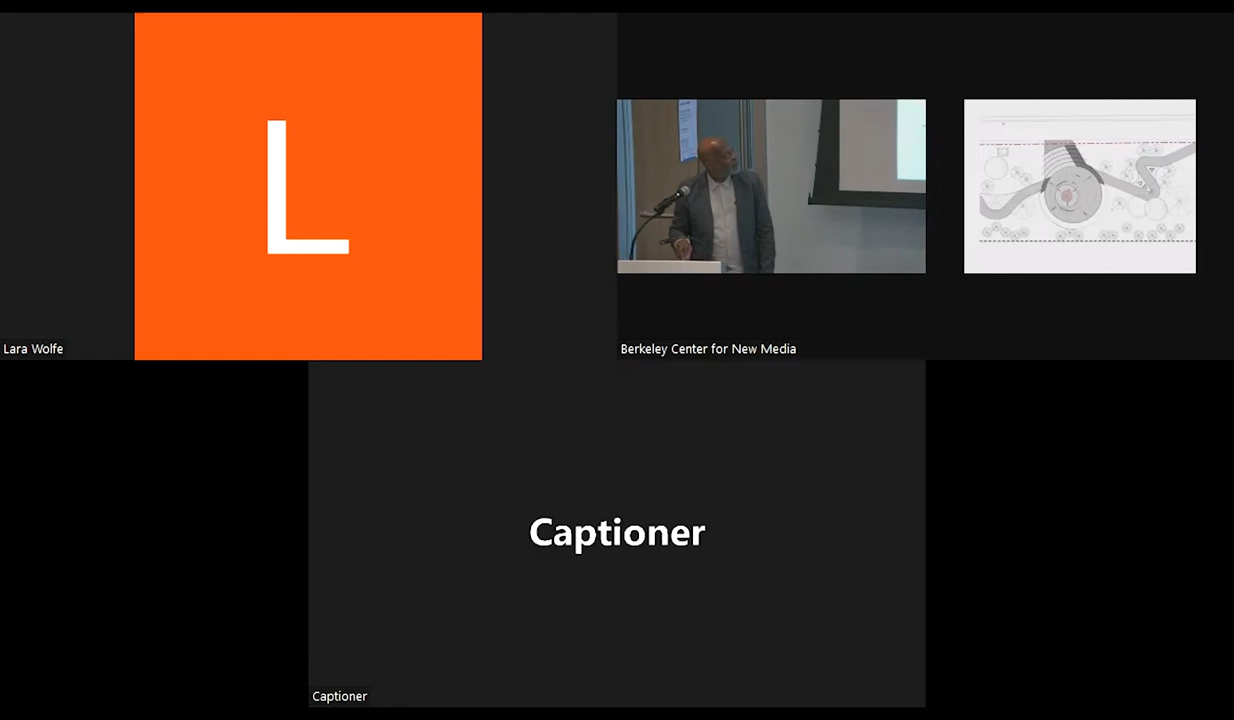 L
Lara Wolfe
Berkeley Center for New Media
Captioner
Captioner